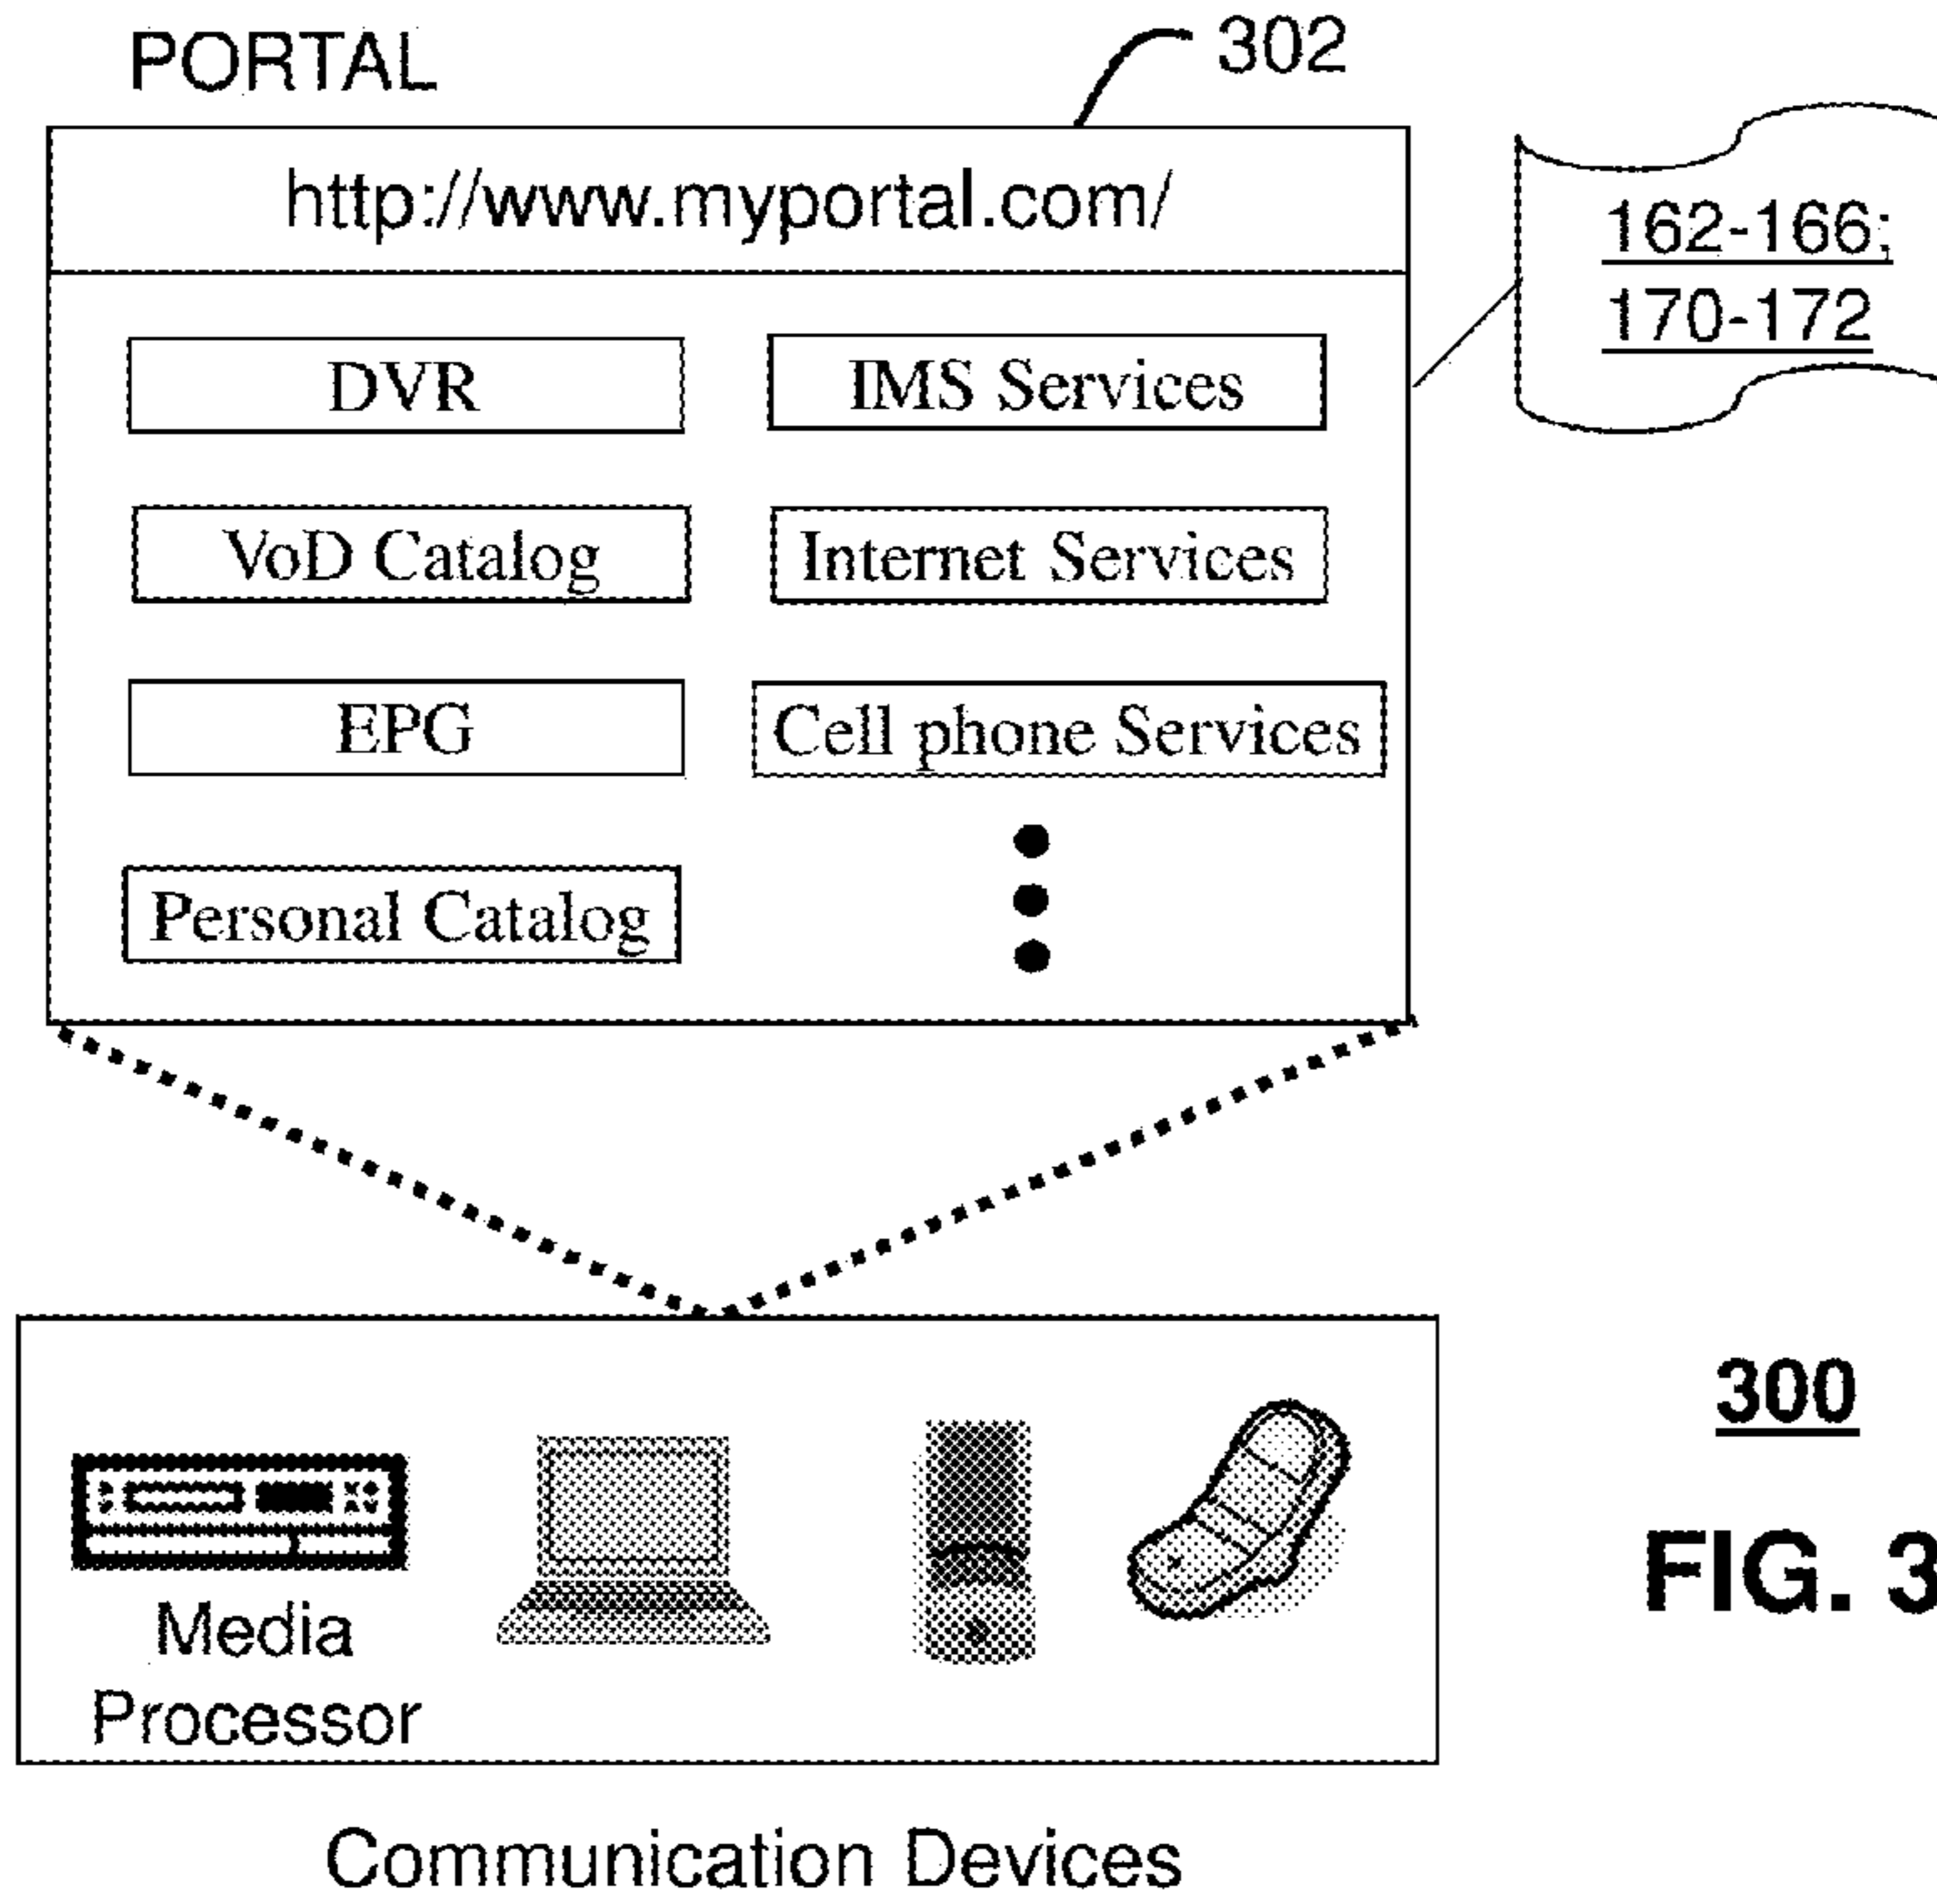 PORTAL
302
http://www.myportal.com/
162-166;
170-172
DVR
IMS Services
VoD Catalog
Internet Services
EPG
Cell phone Services
Personal Catalog
300
FIG. 3
Media
Processor
Communication Devices